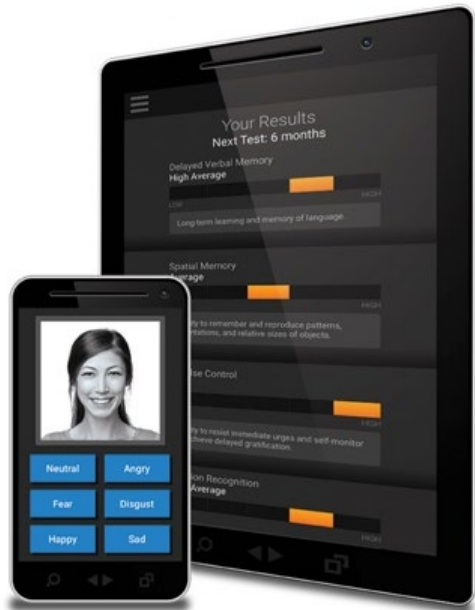 Your Results
Next Test: 6 months
Delayed Verbal Memory
High Average
LOW
HIGH
Long term learning and memory of language
Spatial Memory
Average
HIGH
to remember and reproduce patterns,
and relative sizes of objects.
Control
HIGH
to resist immediate urges and self-monitor
achieve delayed gratification.
Recognition
Average
HIGH
Neutral
Angry
Fear
Disgust
Happy
Sad